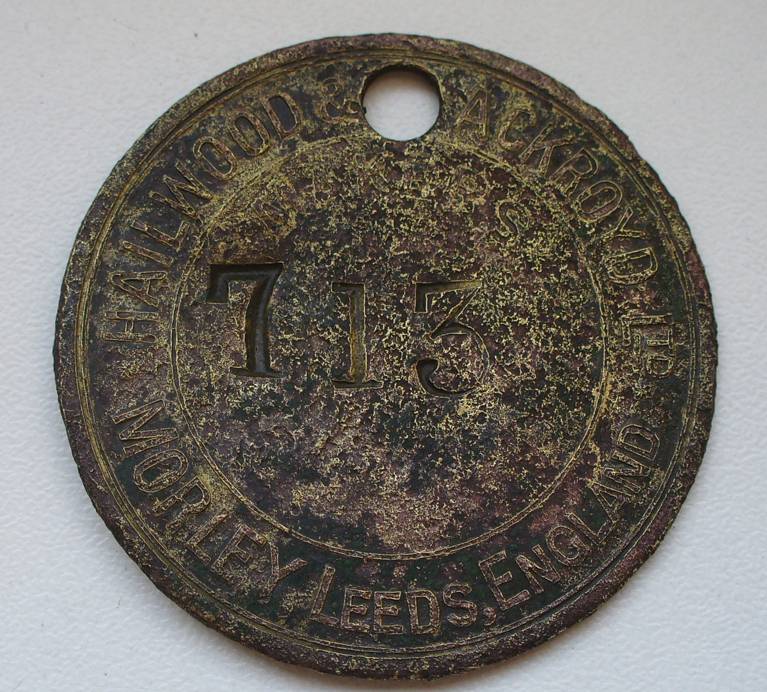 HAILWOOD & ACKROYD LTD
713
MORLEY LEEDS, ENGLAND